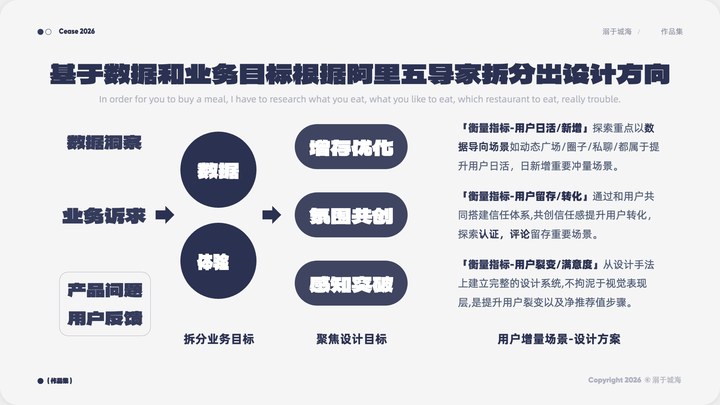 Cease 2026
溺于城海 / 作品集
基于数据和业务目标根据阿里五导家拆分出设计方向
In order for you to buy a meal, I have to research what you eat, what you like to eat, which restaurant to eat, really trouble.
数据洞察
业务诉求
产品问题
用户反馈
数据
体验
拆分业务目标
增存优化
氛围共创
感知突破
聚焦设计目标
「衡量指标-用户日活/新增」探索重点以数
据导向场景如动态广场/圈子/私聊/都属于提
升用户日活，日新增重要冲量场景。
「衡量指标-用户留存/转化」通过和用户共
同搭建信任体系,共创信任感提升用户转化，
探索认证，评论留存重要场景。
「衡量指标-用户裂变/满意度」从设计手法
上建立完整的设计系统,不拘泥于视觉表现
层,是提升用户裂变以及净推荐值步骤。
用户增量场景-设计方案
(作品集)
Copyright 2026 ® 溺于城海